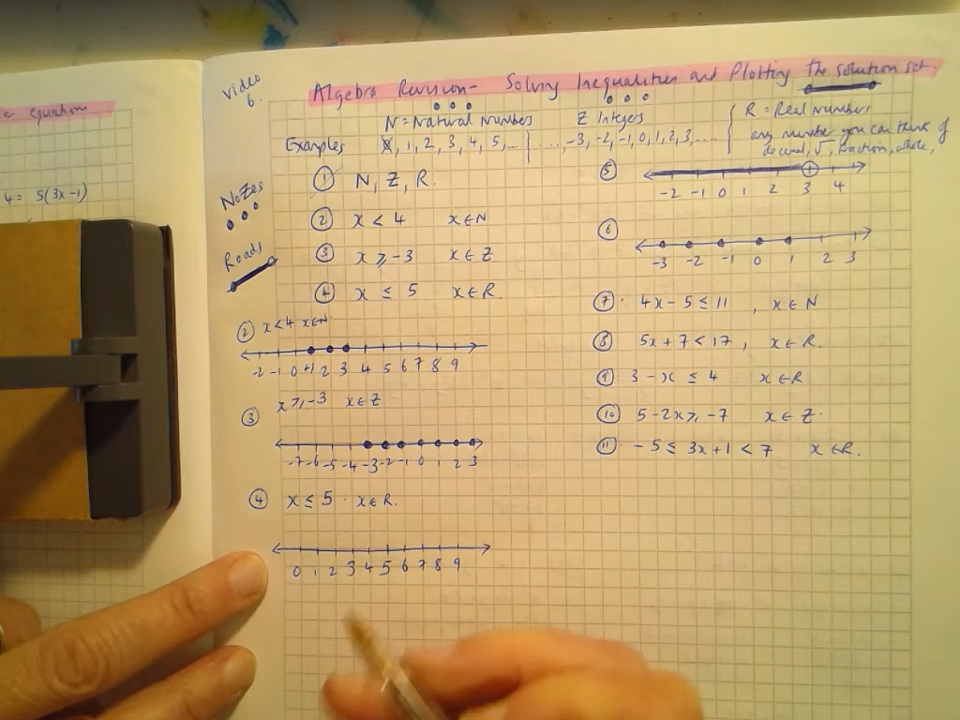 a equation
4 = 5(3x-1)
Video 6.
Algebra Revision - Solving Inequalities and Plotting the solution set.
N = Natural Numbers
Z Integers
R = Real Numbers
any number you can think of
decimal, √, fraction, whole,
Examples
0, 1, 2, 3, 4, 5, ...
...., -3, -2, -1, 0, 1, 2, 3, ....
NoZes
Road,
① N, Z, R.
② x < 4 x ∈ N
③ x ≥ -3 x ∈ Z
④ x ≤ 5 x ∈ R.
② x < 4 x ∈ N
-2 -1 0 +1 2 3 4 5 6 7 8 9
③ x ≥ -3 x ∈ Z
-7 -6 -5 -4 -3 -2 -1 0 1 2 3
④ x ≤ 5 . x ∈ R.
0 1 2 3 4 5 6 7 8 9
⑤
-2 -1 0 1 2 3 4
⑥
-3 -2 -1 0 1 2 3
⑦ 4x - 5 ≤ 11 , x ∈ N
⑧ 5x + 7 < 17 , x ∈ R.
⑨ 3 - x ≤ 4 x ∈ R
⑩ 5 - 2x ≥ -7 x ∈ Z.
⑪ -5 ≤ 3x + 1 < 7 x ∈ R.